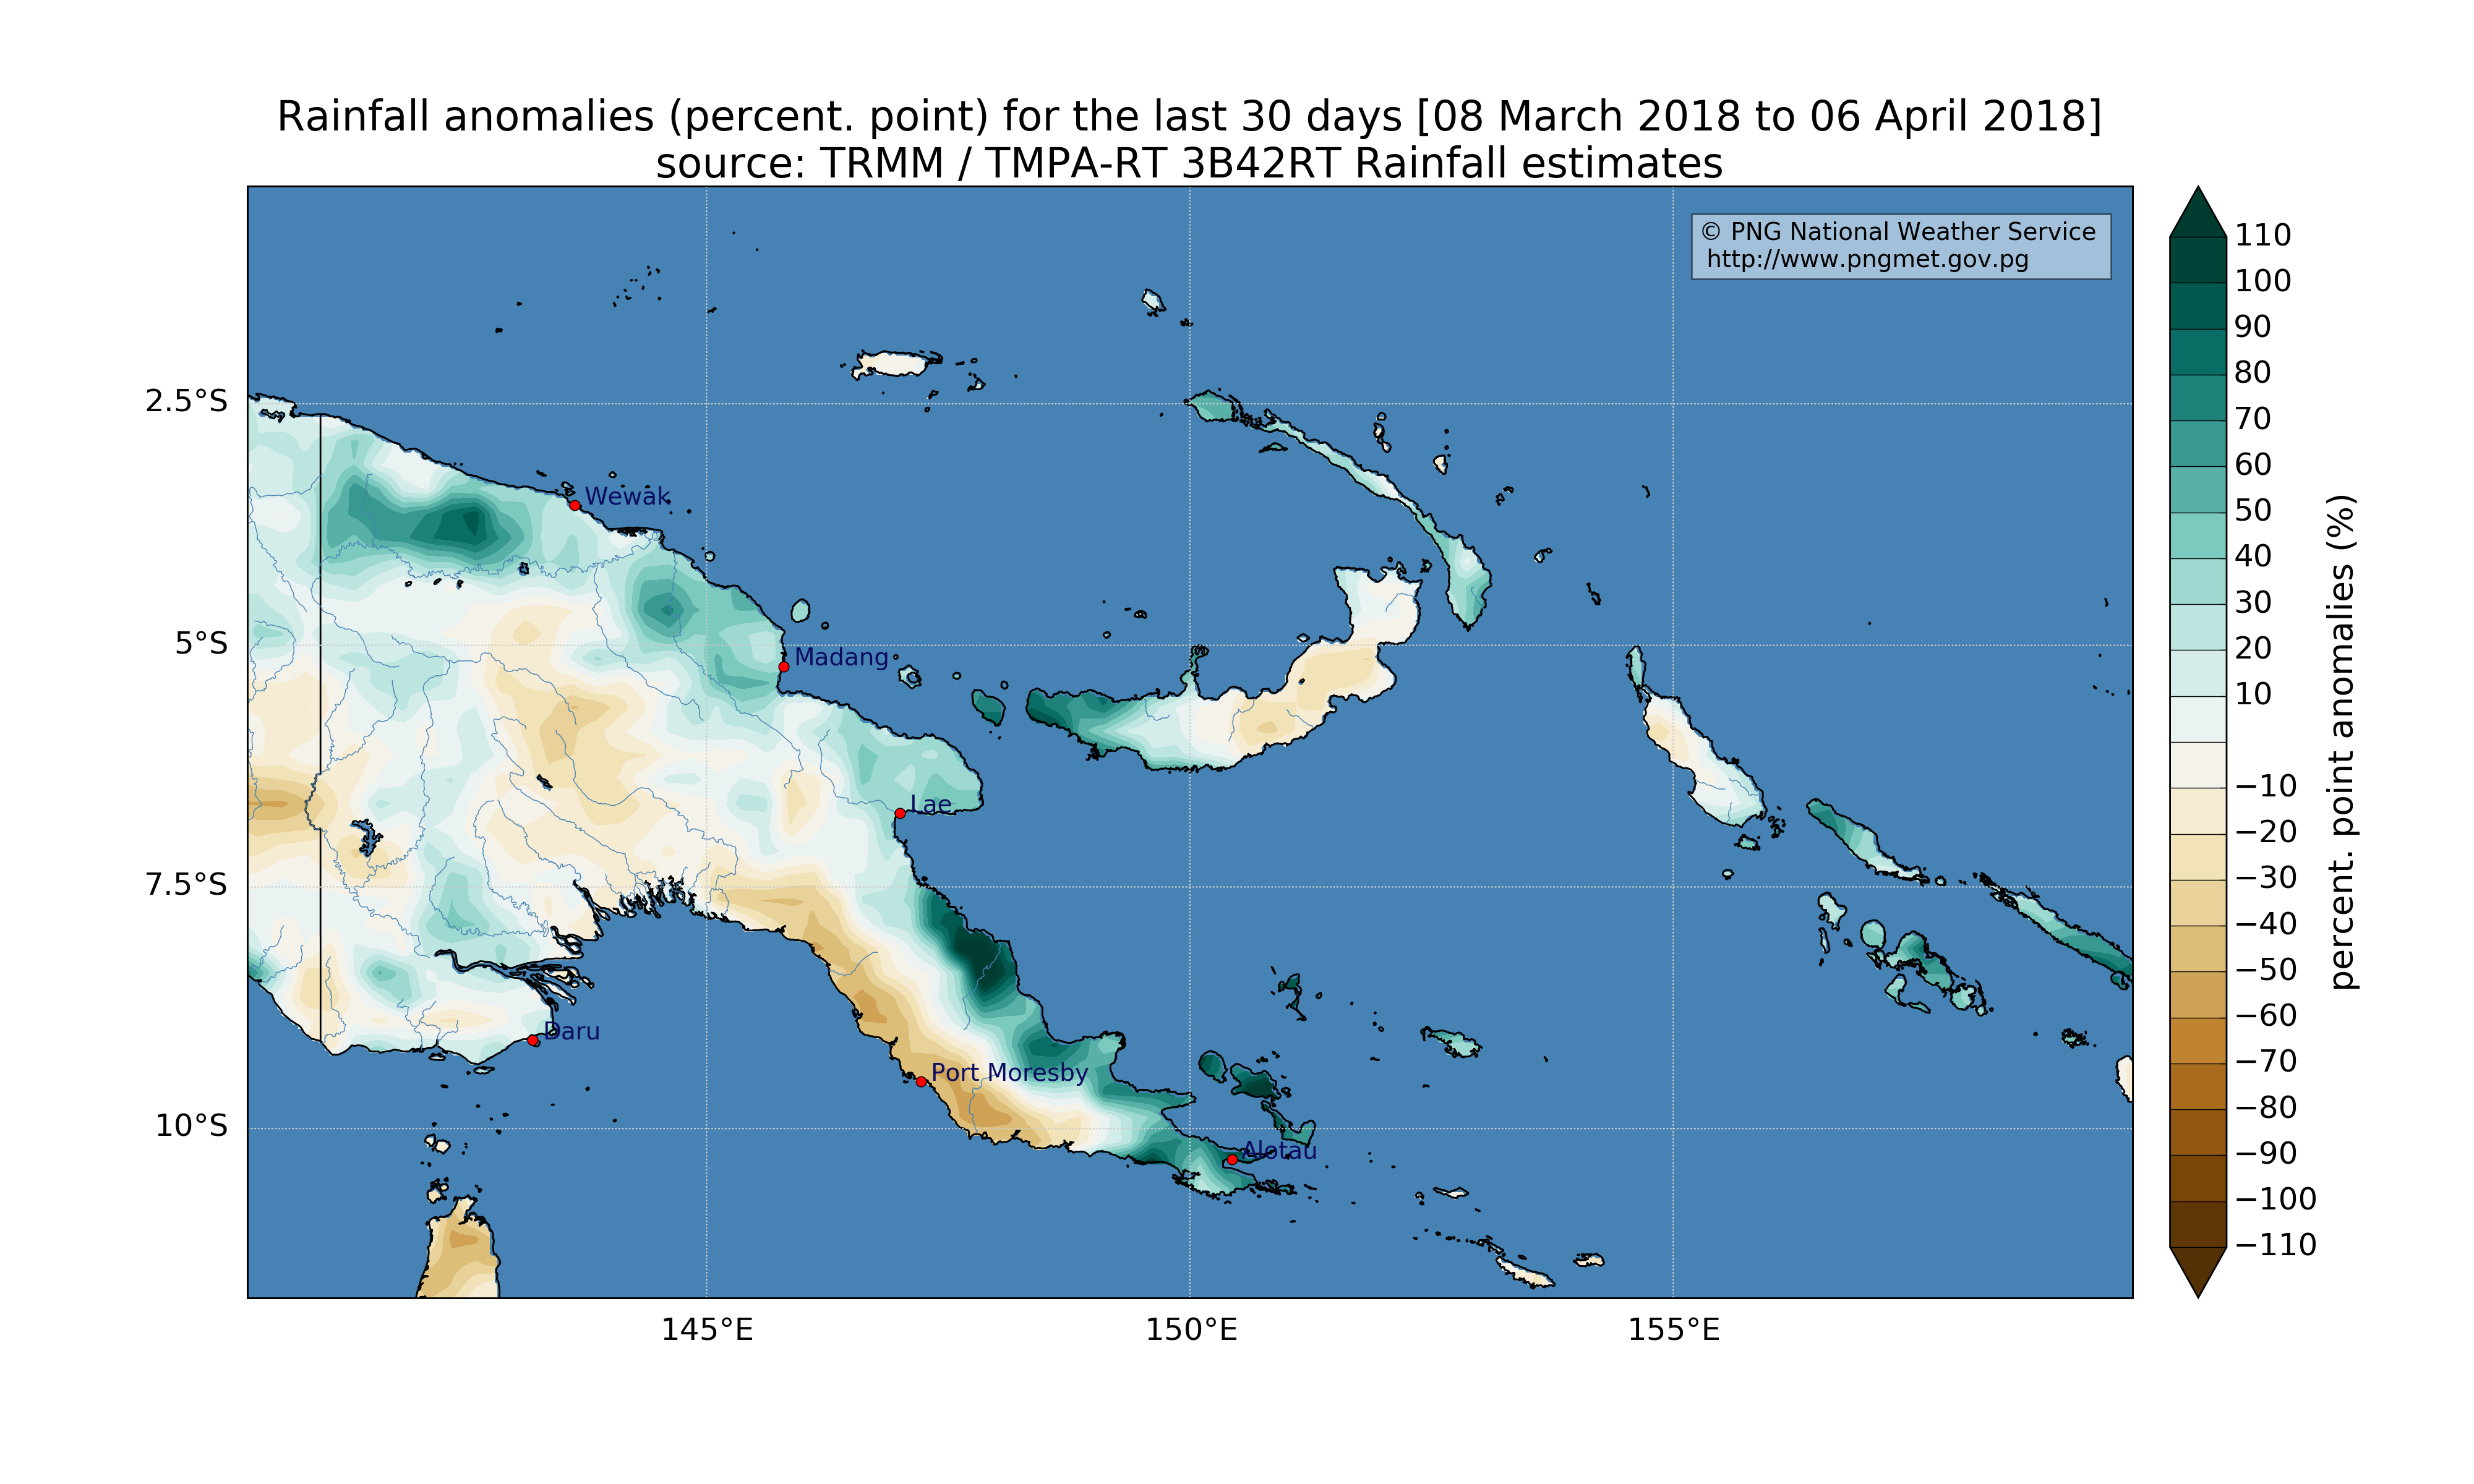 Rainfall anomalies (percent. point) for the last 30 days [08 March 2018 to 06 April 2018]
source: TRMM / TMPA-RT 3B42RT Rainfall estimates
© PNG National Weather Service
http://www.pngmet.gov.pg
2.5°S
5°S
7.5°S
10°S
145°E
150°E
155°E
Wewak
Madang
Lae
Daru
Port Moresby
Alotau
110
100
90
80
70
60
50
40
30
20
10
−10
−20
−30
−40
−50
−60
−70
−80
−90
−100
−110
percent. point anomalies (%)